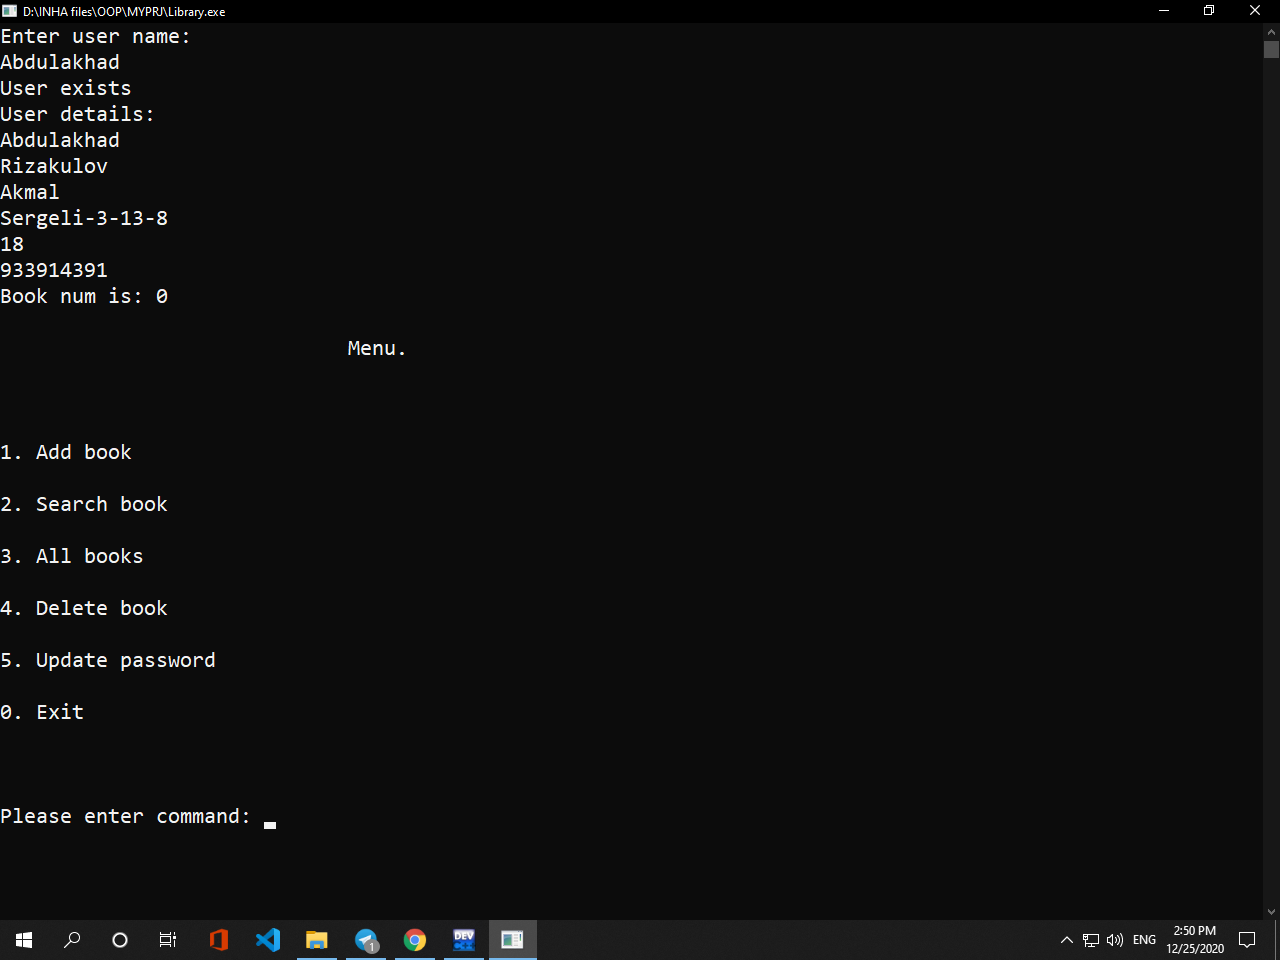 D:\INHA files\OOP\MYPRJ\Library.exe
Enter user name:
Abdulakhad
User exists
User details:
Abdulakhad
Rizakulov
Akmal
Sergeli-3-13-8
18
933914391
Book num is: 0
Menu.
1. Add book
2. Search book
3. All books
4. Delete book
5. Update password
0. Exit
Please enter command:
DEV
1
ENG
2:50 PM
12/25/2020